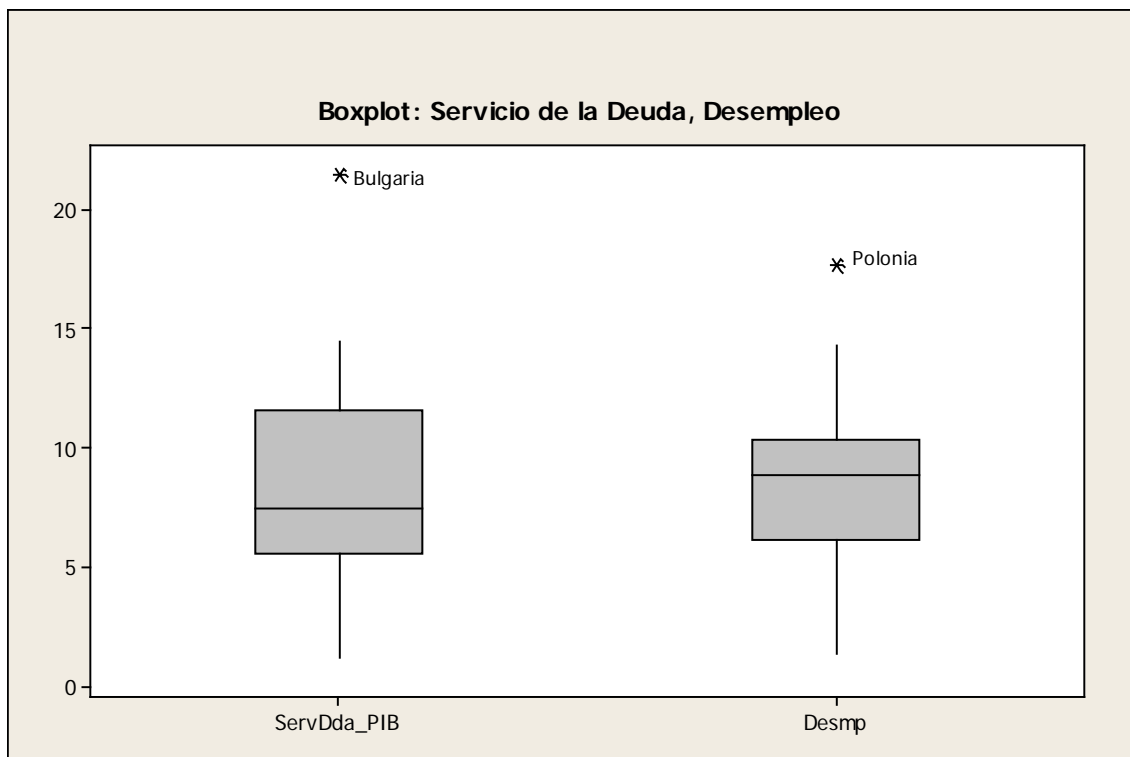 Boxplot: Servicio de la Deuda, Desempleo
Bulgaria
Polonia
20
15
10
5
0
ServDda_PIB
Desmp